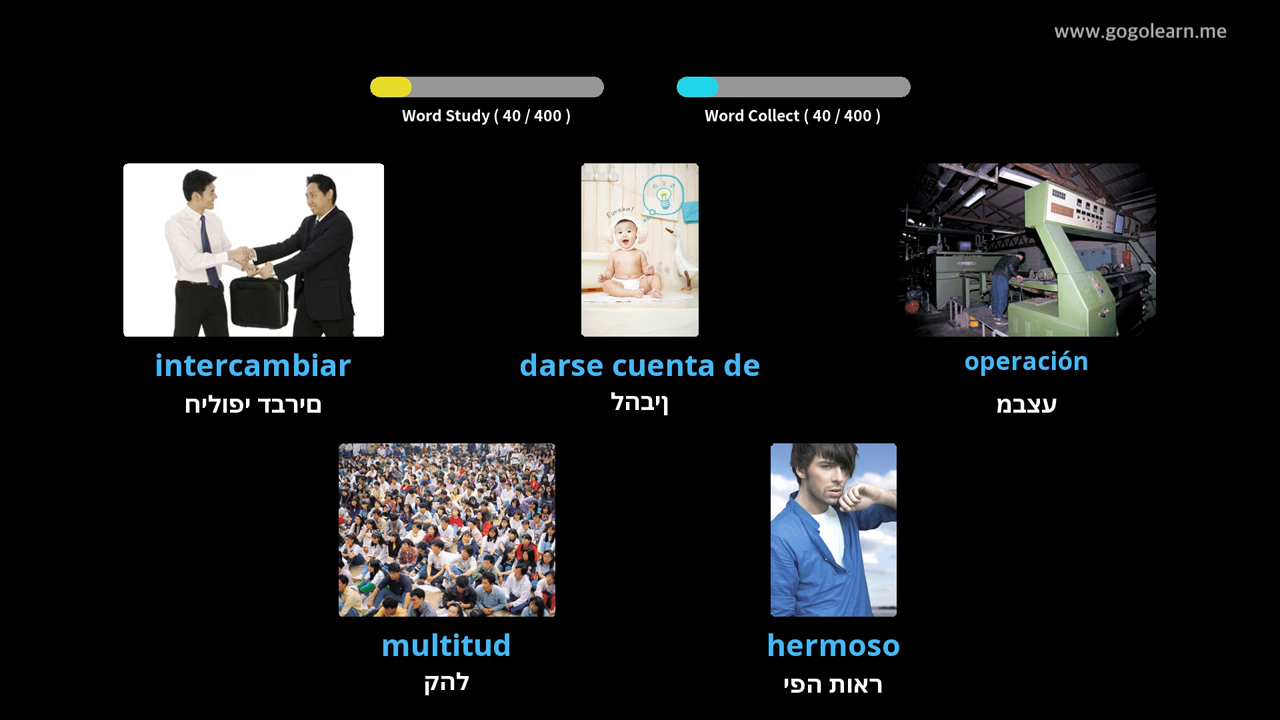 www.gogolearn.me
Word Study ( 40 / 400 )
Word Collect ( 40 / 400 )
intercambiar
םירבד יפוליח
darse cuenta de
ןיבהל
operación
עצבמ
multitud
להק
hermoso
ראות הפי